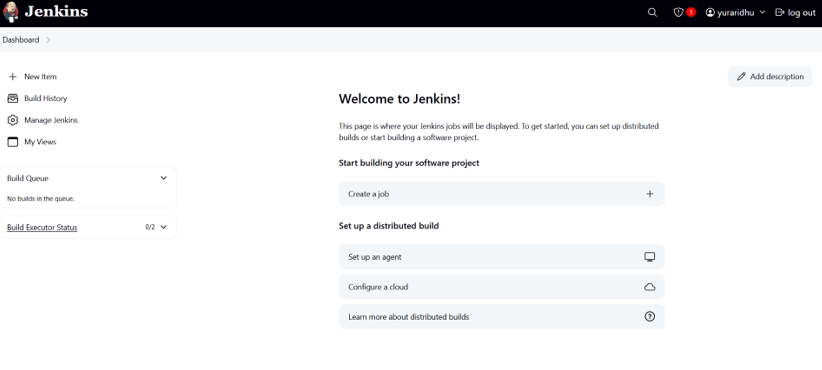 Jenkins
1
yuraridhu
log out
Dashboard
New Item
Build History
Manage Jenkins
My Views
Build Queue
No builds in the queue.
Build Executor Status
0/2
Add description
Welcome to Jenkins!
This page is where your Jenkins jobs will be displayed. To get started, you can set up distributed
builds or start building a software project.
Start building your software project
Create a job
Set up a distributed build
Set up an agent
Configure a cloud
Learn more about distributed builds